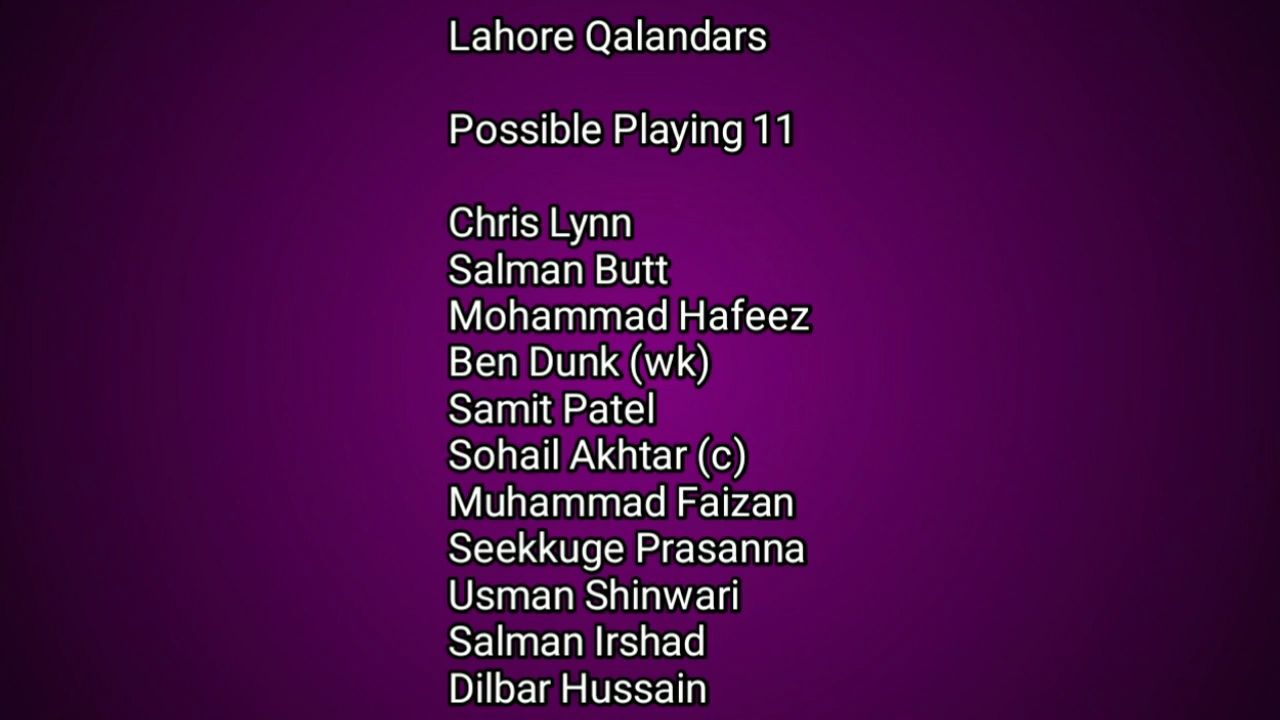 Lahore Qalandars
Possible Playing 11
Chris Lynn
Salman Butt
Mohammad Hafeez
Ben Dunk (wk)
Samit Patel
Sohail Akhtar (c)
Muhammad Faizan
Seekkuge Prasanna
Usman Shinwari
Salman Irshad
Dilbar Hussain